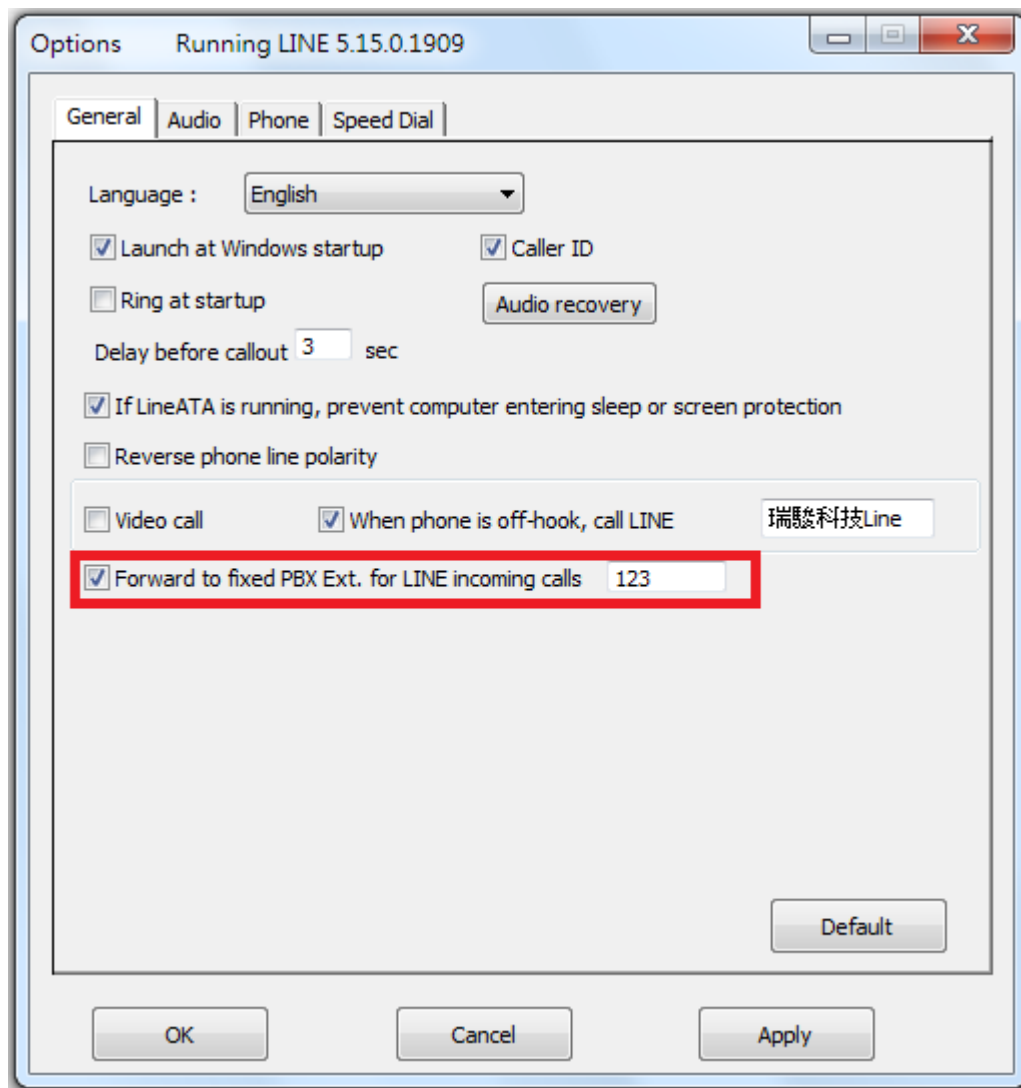 Options Running LINE 5.15.0.1909
General Audio Phone Speed Dial
Language : English
Launch at Windows startup Caller ID
Ring at startup Audio recovery
Delay before callout 3 sec
If LineATA is running, prevent computer entering sleep or screen protection
Reverse phone line polarity
Video call When phone is off-hook, call LINE 瑞駿科技Line
Forward to fixed PBX Ext. for LINE incoming calls 123
Default
OK Cancel Apply